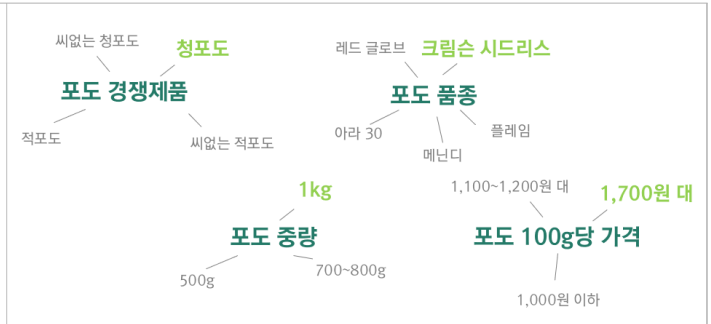 씨없는 청포도
청포도
포도 경쟁제품
적포도
씨없는 적포도
레드 글로브
크림슨 시드리스
포도 품종
아라 30
메닌디
플레임
1kg
포도 중량
500g
700~800g
1,100~1,200원 대
1,700원 대
포도 100g당 가격
1,000원 이하